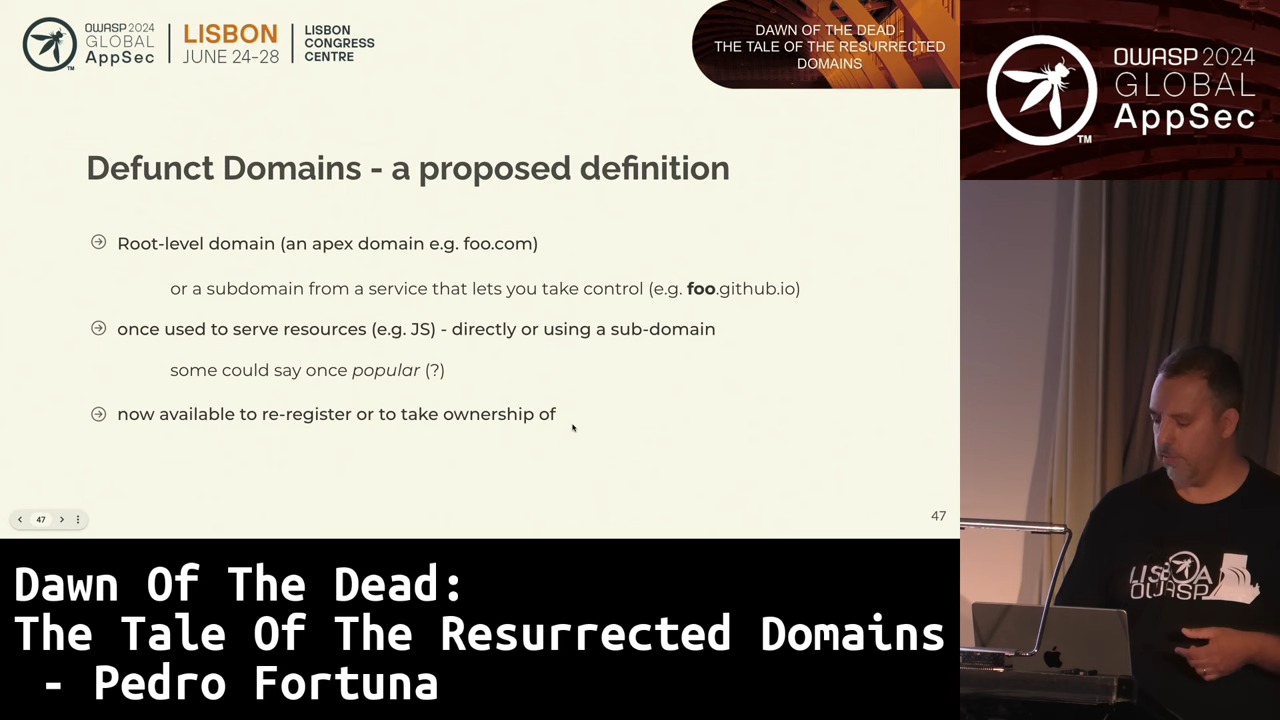 OWASP 2024
GLOBAL
AppSec
TM
LISBON
JUNE 24-28
LISBON
CONGRESS
CENTRE
DAWN OF THE DEAD -
THE TALE OF THE RESURRECTED
DOMAINS
OWASP 2024
GLOBAL
AppSec
TM
Defunct Domains - a proposed definition
Root-level domain (an apex domain e.g. foo.com)
or a subdomain from a service that lets you take control (e.g. foo.github.io)
once used to serve resources (e.g. JS) - directly or using a sub-domain
some could say once popular (?)
now available to re-register or to take ownership of
47
47
LISBOA
OWASP
Dawn Of The Dead:
The Tale Of The Resurrected Domains
- Pedro Fortuna